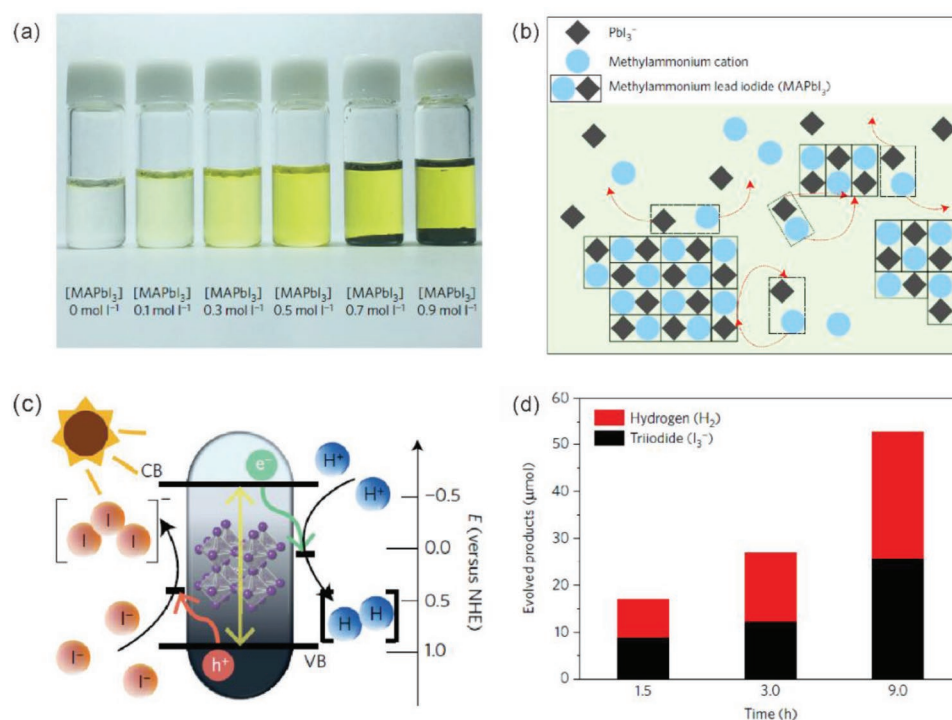 (a)
[MAPbI₃]
0 mol l⁻¹
[MAPbI₃]
0.1 mol l⁻¹
[MAPbI₃]
0.3 mol l⁻¹
[MAPbI₃]
0.5 mol l⁻¹
[MAPbI₃]
0.7 mol l⁻¹
[MAPbI₃]
0.9 mol l⁻¹
(b)
PbI₃⁻
Methylammonium cation
Methylammonium lead iodide (MAPbI₃)
(c)
CB
e⁻
H⁺
H⁺
−0.5
0.0
0.5
1.0
E (versus NHE)
I
I
I
−
I⁻
I⁻
I⁻
h⁺
VB
H
H
(d)
Hydrogen (H₂)
Triiodide (I₃⁻)
60
50
40
30
20
10
0
Evolved products (μmol)
1.5
3.0
9.0
Time (h)